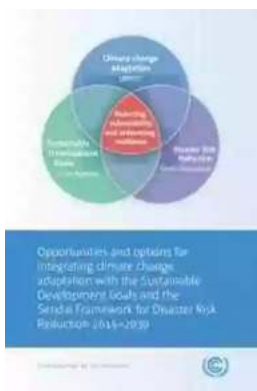 Climate change
adaptation
Reducing
vulnerability
and enhancing
resilience
Sustainable
Development
Goals
Disaster Risk
Reduction
Opportunities and options for
integrating climate change
adaptation with the Sustainable
Development Goals and the
Sendai Framework for Disaster Risk
Reduction 2015–2030